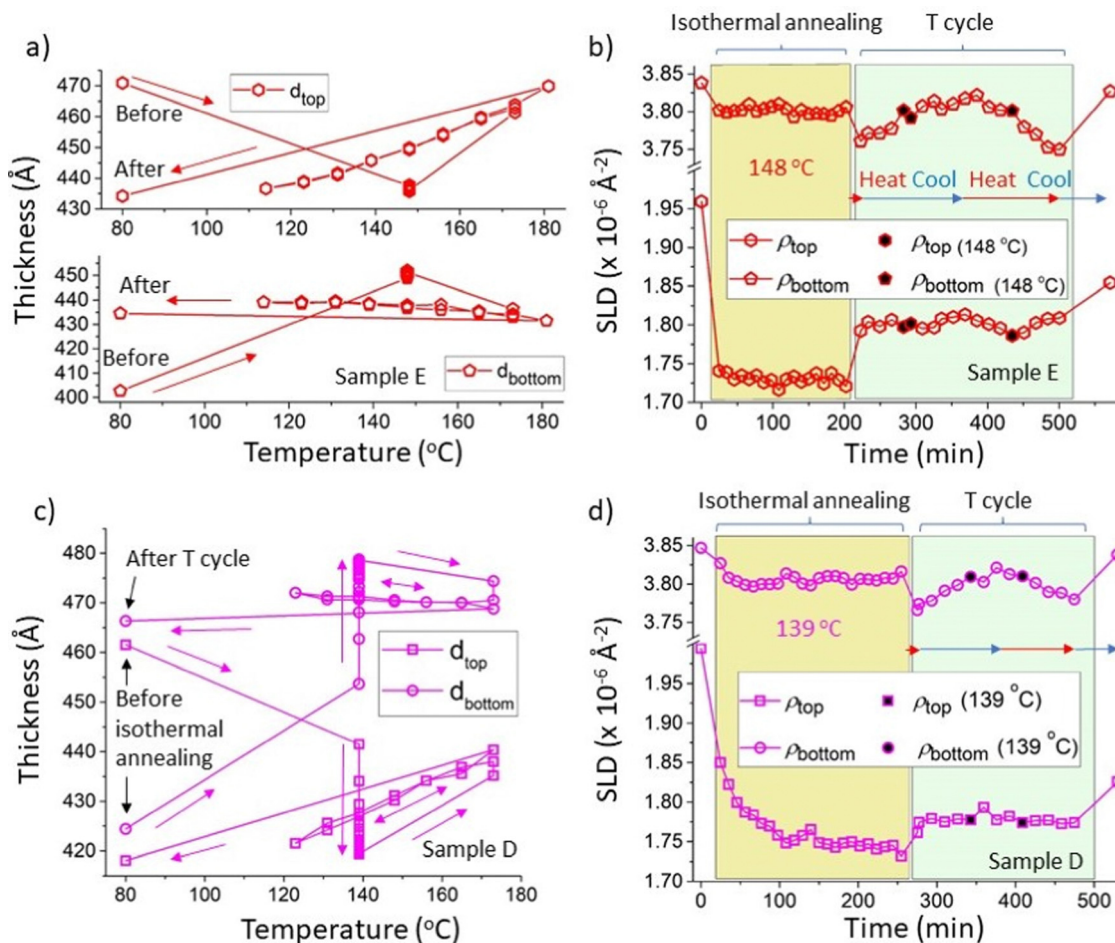 a)
Thickness (Å)
470
460
450
440
430
Before
After
d_top
80 100 120 140 160 180
450
440
430
420
410
400
After
Before
Sample E
d_bottom
80 100 120 140 160 180
Temperature (°C)
b)
Isothermal annealing
T cycle
SLD (x 10⁻⁶ Å⁻²)
3.85
3.80
3.75
1.95
1.90
1.85
1.80
1.75
1.70
148 °C
Heat Cool Heat Cool
ρ_top ρ_top (148 °C)
ρ_bottom ρ_bottom (148 °C)
Sample E
0 100 200 300 400 500
Time (min)
c)
Thickness (Å)
480
470
460
450
440
430
420
After T cycle
Before
isothermal
annealing
d_top
d_bottom
Sample D
80 100 120 140 160 180
Temperature (°C)
d)
Isothermal annealing
T cycle
SLD (x 10⁻⁶ Å⁻²)
3.85
3.80
3.75
1.95
1.90
1.85
1.80
1.75
1.70
139 °C
ρ_top ρ_top (139 °C)
ρ_bottom ρ_bottom (139 °C)
Sample D
0 100 200 300 400 500
Time (min)